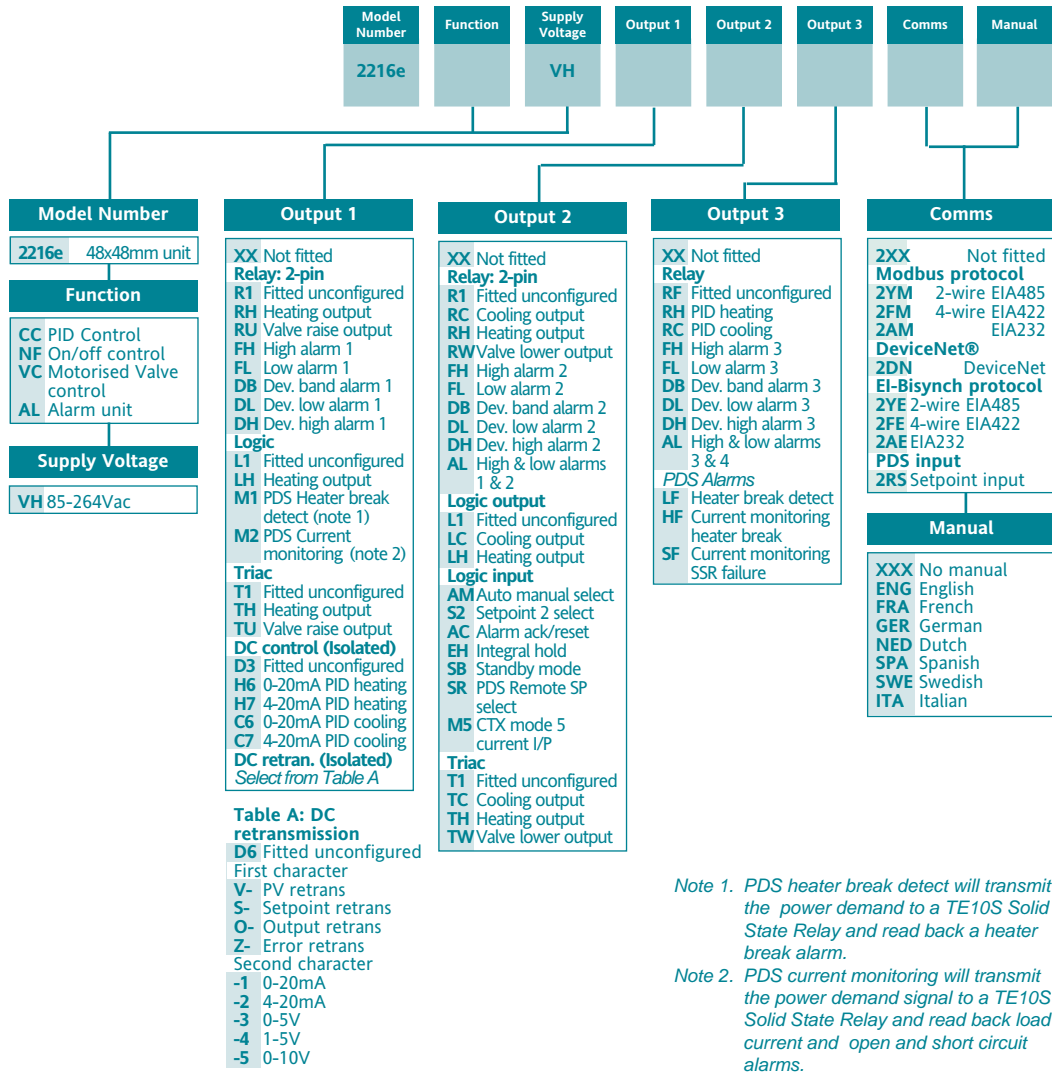 Model Number
Function
Supply Voltage
Output 1
Output 2
Output 3
Comms
Manual
2216e
VH
Model Number
2216e 48x48mm unit
Function
CC PID Control
NF On/off control
VC Motorised Valve
control
AL Alarm unit
Supply Voltage
VH 85-264Vac
Output 1
XX Not fitted
Relay: 2-pin
R1 Fitted unconfigured
RH Heating output
RU Valve raise output
FH High alarm 1
FL Low alarm 1
DB Dev. band alarm 1
DL Dev. low alarm 1
DH Dev. high alarm 1
Logic
L1 Fitted unconfigured
LH Heating output
M1 PDS Heater break
detect (note 1)
M2 PDS Current
monitoring (note 2)
Triac
T1 Fitted unconfigured
TH Heating output
TU Valve raise output
DC control (Isolated)
D3 Fitted unconfigured
H6 0-20mA PID heating
H7 4-20mA PID heating
C6 0-20mA PID cooling
C7 4-20mA PID cooling
DC retran. (Isolated)
Select from Table A
Table A: DC
retransmission
D6 Fitted unconfigured
First character
V- PV retrans
S- Setpoint retrans
O- Output retrans
Z- Error retrans
Second character
-1 0-20mA
-2 4-20mA
-3 0-5V
-4 1-5V
-5 0-10V
Output 2
XX Not fitted
Relay: 2-pin
R1 Fitted unconfigured
RC Cooling output
RH Heating output
RW Valve lower output
FH High alarm 2
FL Low alarm 2
DB Dev. band alarm 2
DL Dev. low alarm 2
DH Dev. high alarm 2
AL High & low alarms
1 & 2
Logic output
L1 Fitted unconfigured
LC Cooling output
LH Heating output
Logic input
AM Auto manual select
S2 Setpoint 2 select
AC Alarm ack/reset
EH Integral hold
SB Standby mode
SR PDS Remote SP
select
M5 CTX mode 5
current I/P
Triac
T1 Fitted unconfigured
TC Cooling output
TH Heating output
TW Valve lower output
Output 3
XX Not fitted
Relay
RF Fitted unconfigured
RH PID heating
RC PID cooling
FH High alarm 3
FL Low alarm 3
DB Dev. band alarm 3
DL Dev. low alarm 3
DH Dev. high alarm 3
AL High & low alarms
3 & 4
PDS Alarms
LF Heater break detect
HF Current monitoring
heater break
SF Current monitoring
SSR failure
Comms
2XX Not fitted
Modbus protocol
2YM 2-wire EIA485
2FM 4-wire EIA422
2AM EIA232
DeviceNet®
2DN DeviceNet
EI-Bisynch protocol
2YE 2-wire EIA485
2FE 4-wire EIA422
2AE EIA232
PDS input
2RS Setpoint input
Manual
XXX No manual
ENG English
FRA French
GER German
NED Dutch
SPA Spanish
SWE Swedish
ITA Italian
Note 1. PDS heater break detect will transmit
the power demand to a TE10S Solid
State Relay and read back a heater
break alarm.
Note 2. PDS current monitoring will transmit
the power demand signal to a TE10S
Solid State Relay and read back load
current and open and short circuit
alarms.